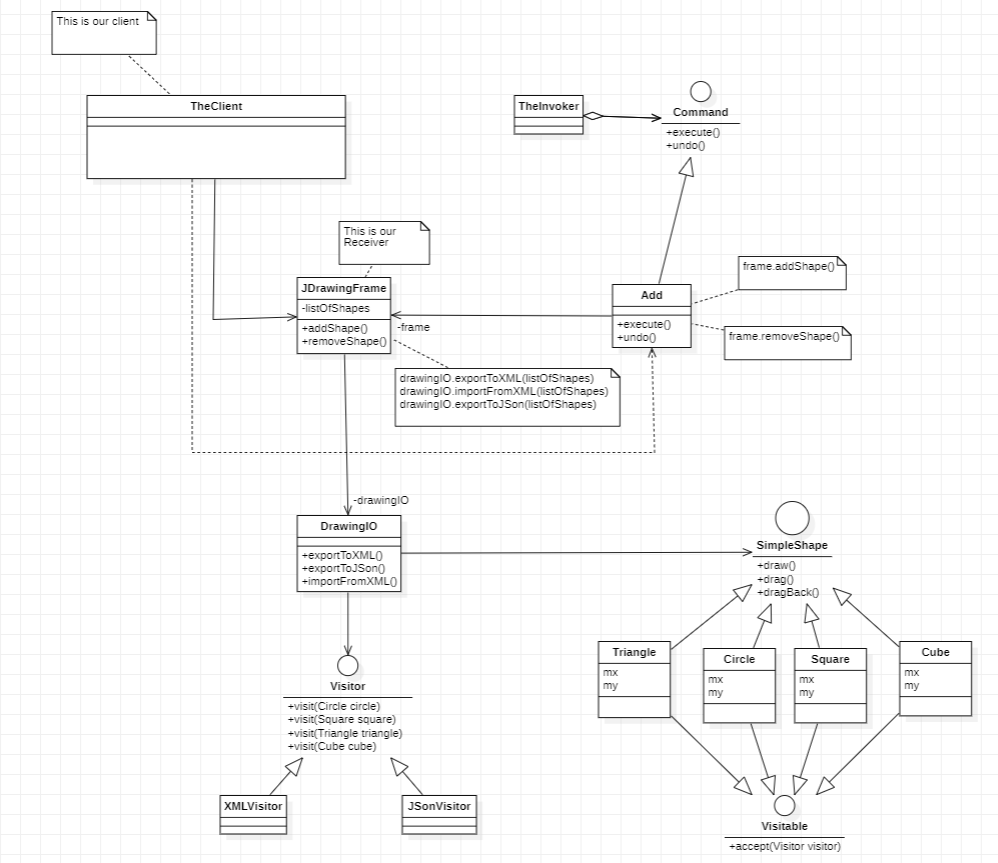 This is our client
TheClient
TheInvoker
Command
+execute()
+undo()
This is our
Receiver
JDrawingFrame
-listOfShapes
+addShape()
+removeShape()
-frame
Add
+execute()
+undo()
frame.addShape()
frame.removeShape()
drawingIO.exportToXML(listOfShapes)
drawingIO.importFromXML(listOfShapes)
drawingIO.exportToJSon(listOfShapes)
-drawingIO
DrawingIO
+exportToXML()
+exportToJSon()
+importFromXML()
SimpleShape
+draw()
+drag()
+dragBack()
Triangle
mx
my
Circle
mx
my
Square
mx
my
Cube
mx
my
Visitor
+visit(Circle circle)
+visit(Square square)
+visit(Triangle triangle)
+visit(Cube cube)
XMLVisitor
JSonVisitor
Visitable
+accept(Visitor visitor)